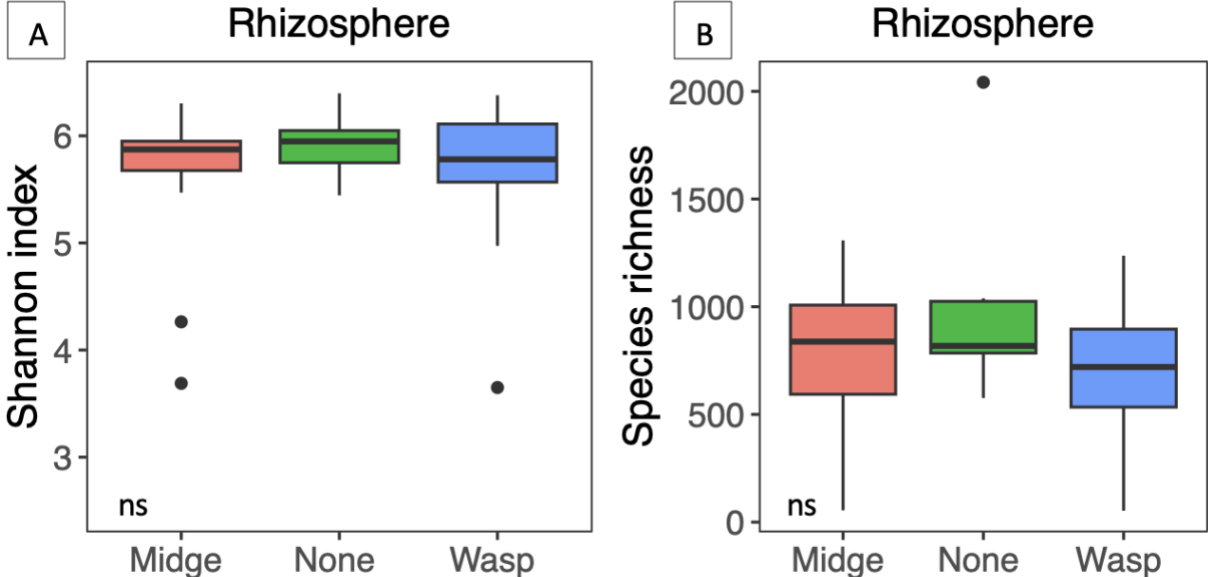 A
Rhizosphere
Shannon index
6
5
4
3
ns
Midge None Wasp
B
Rhizosphere
Species richness
2000
1500
1000
500
0
ns
Midge None Wasp